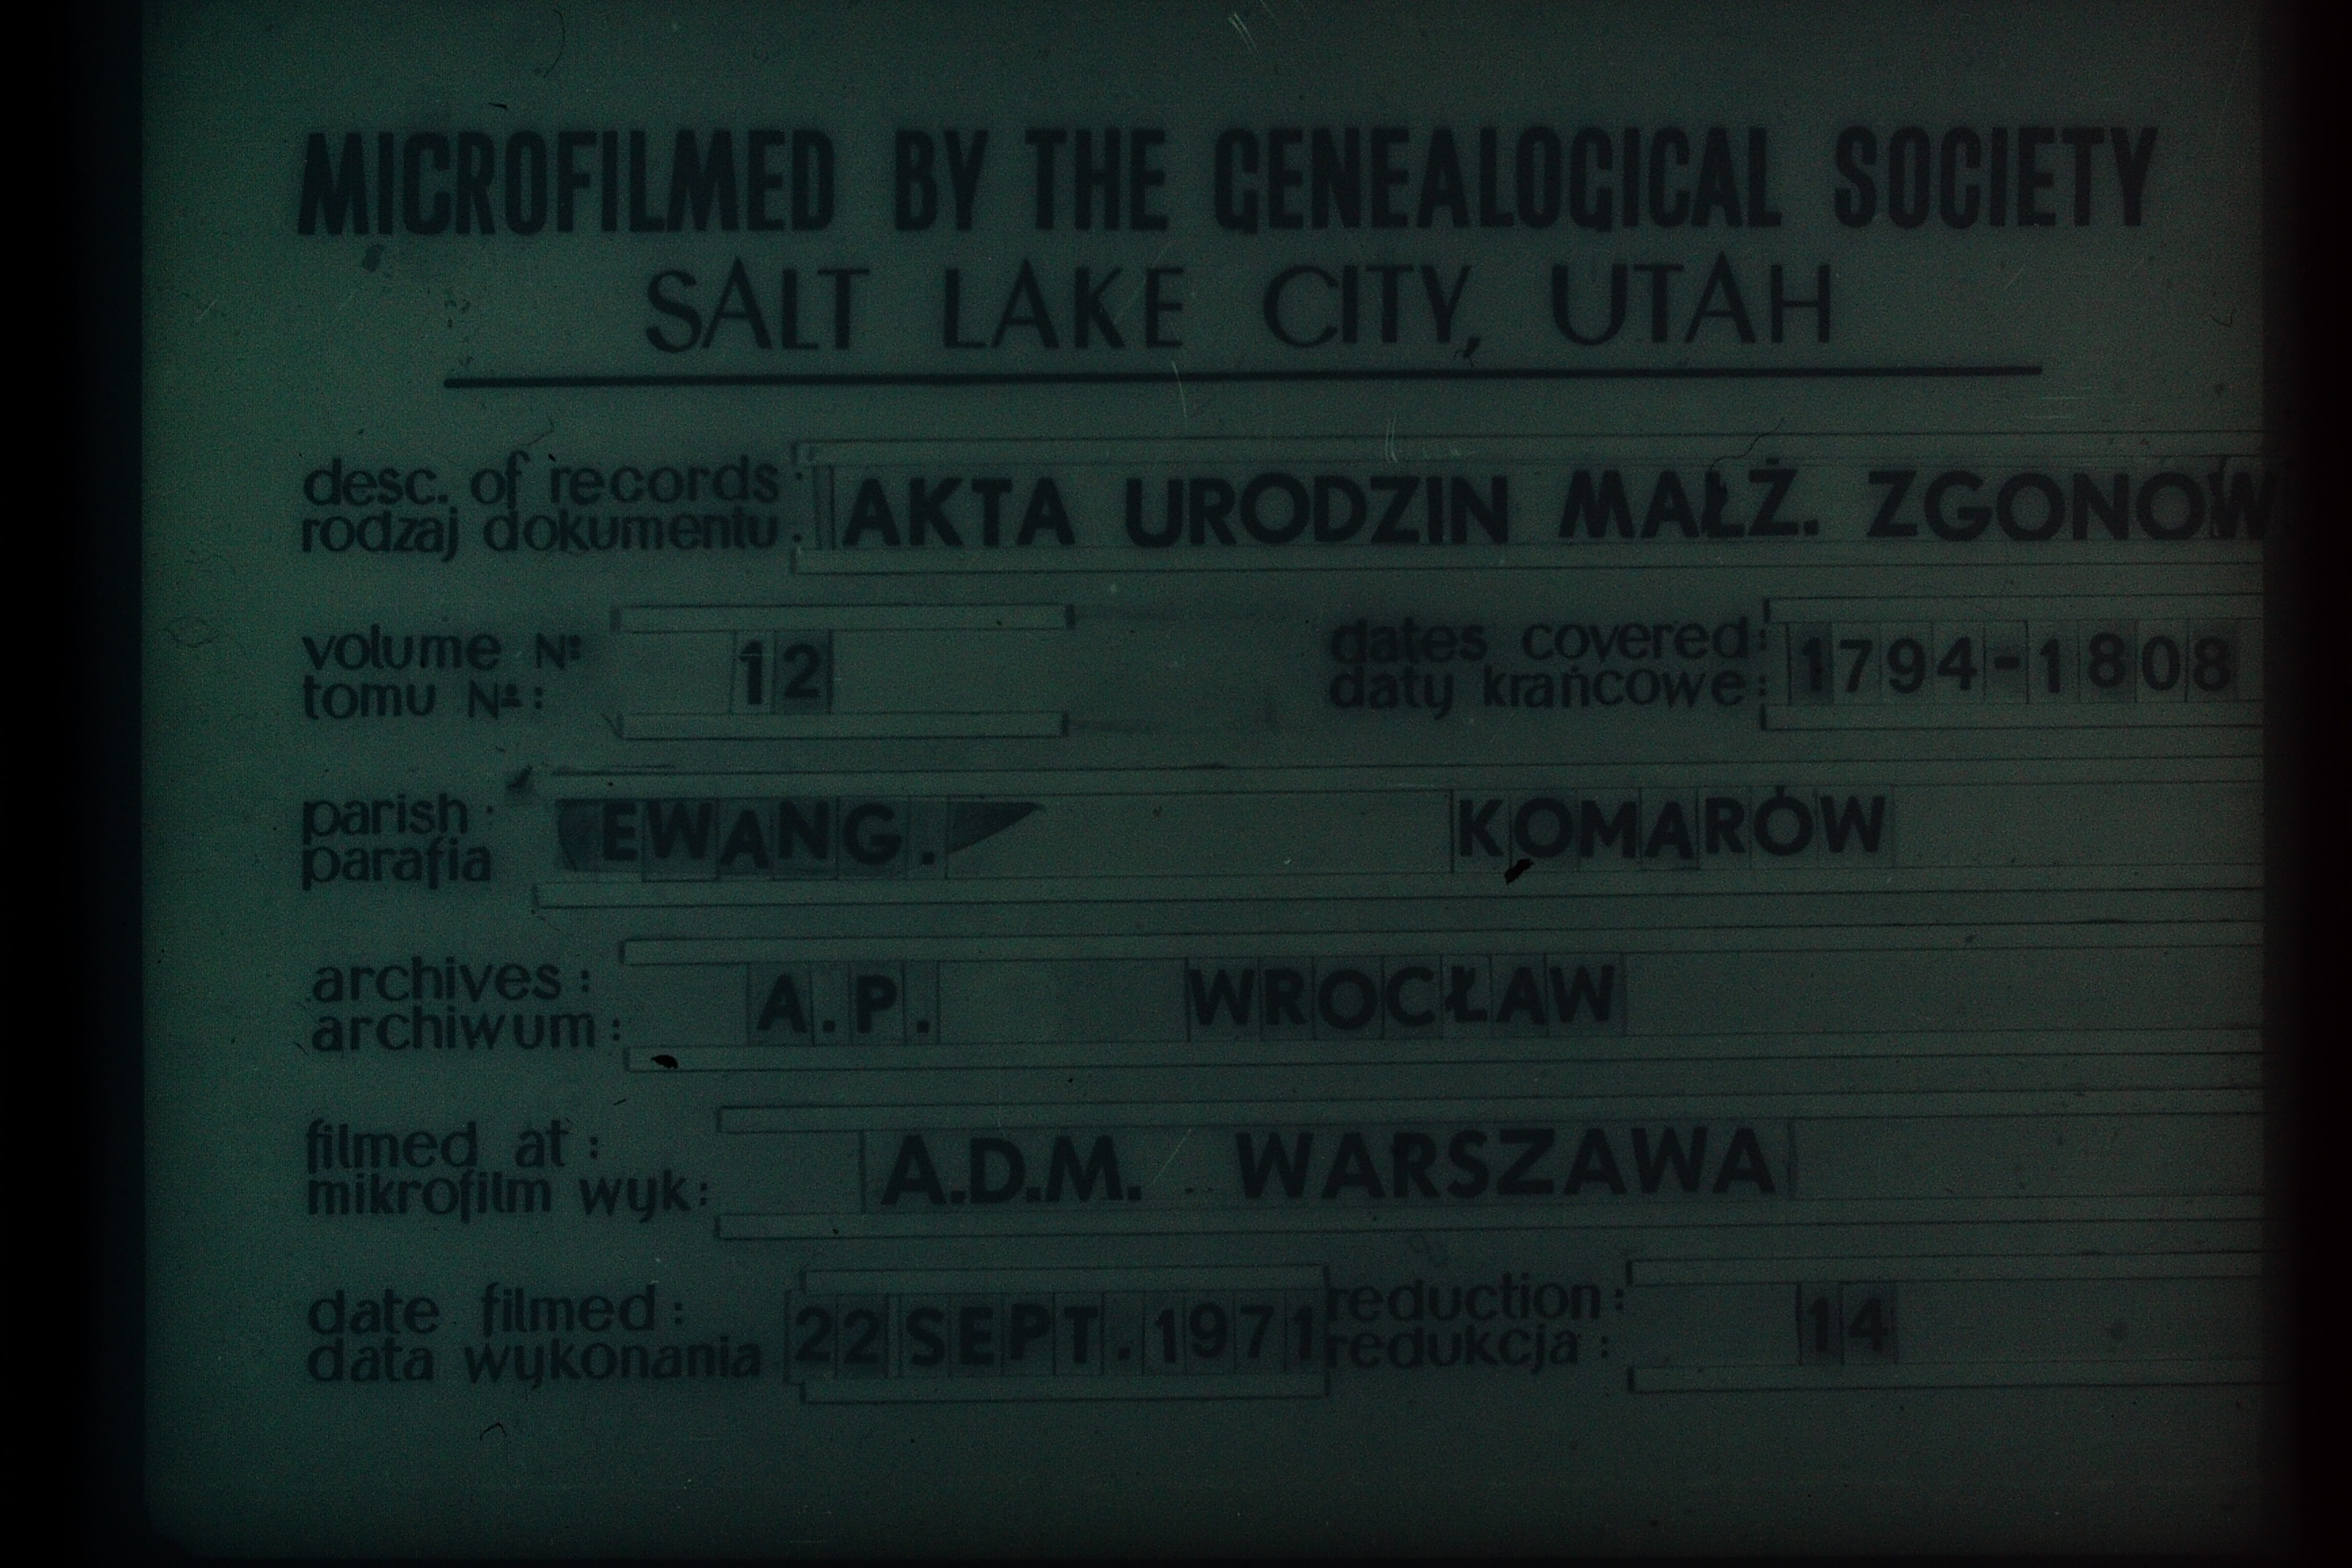 MICROFILMED BY THE GENEALOGICAL SOCIETY
SALT LAKE CITY, UTAH
desc. of records: AKTA URODZIN MAŁŻ. ZGONÓW
rodzaj dokumentu:
volume Nº 12 dates covered: 1794-1808
tomu Nº: daty krańcowe:
parish: EWANG. KOMARÓW
parafia
archives: A.P. WROCŁAW
archiwum:
filmed at: A.D.M. WARSZAWA
mikrofilm wyk:
date filmed: 22 SEPT. 1971 reduction: 14
data wykonania redukcja: